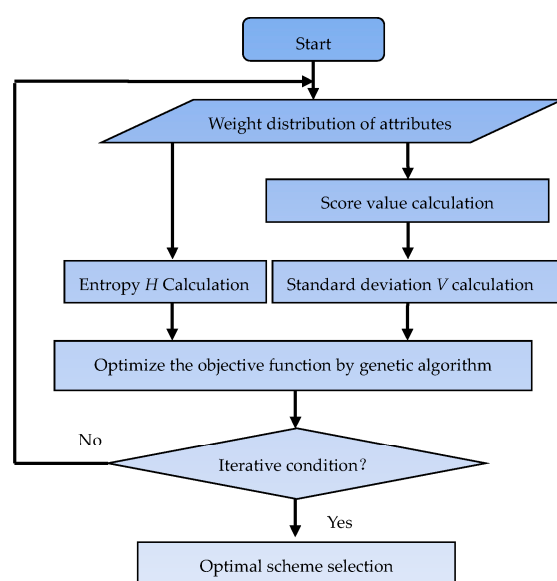 Start
Weight distribution of attributes
Score value calculation
Entropy H Calculation
Standard deviation V calculation
Optimize the objective function by genetic algorithm
No
Iterative condition?
Yes
Optimal scheme selection